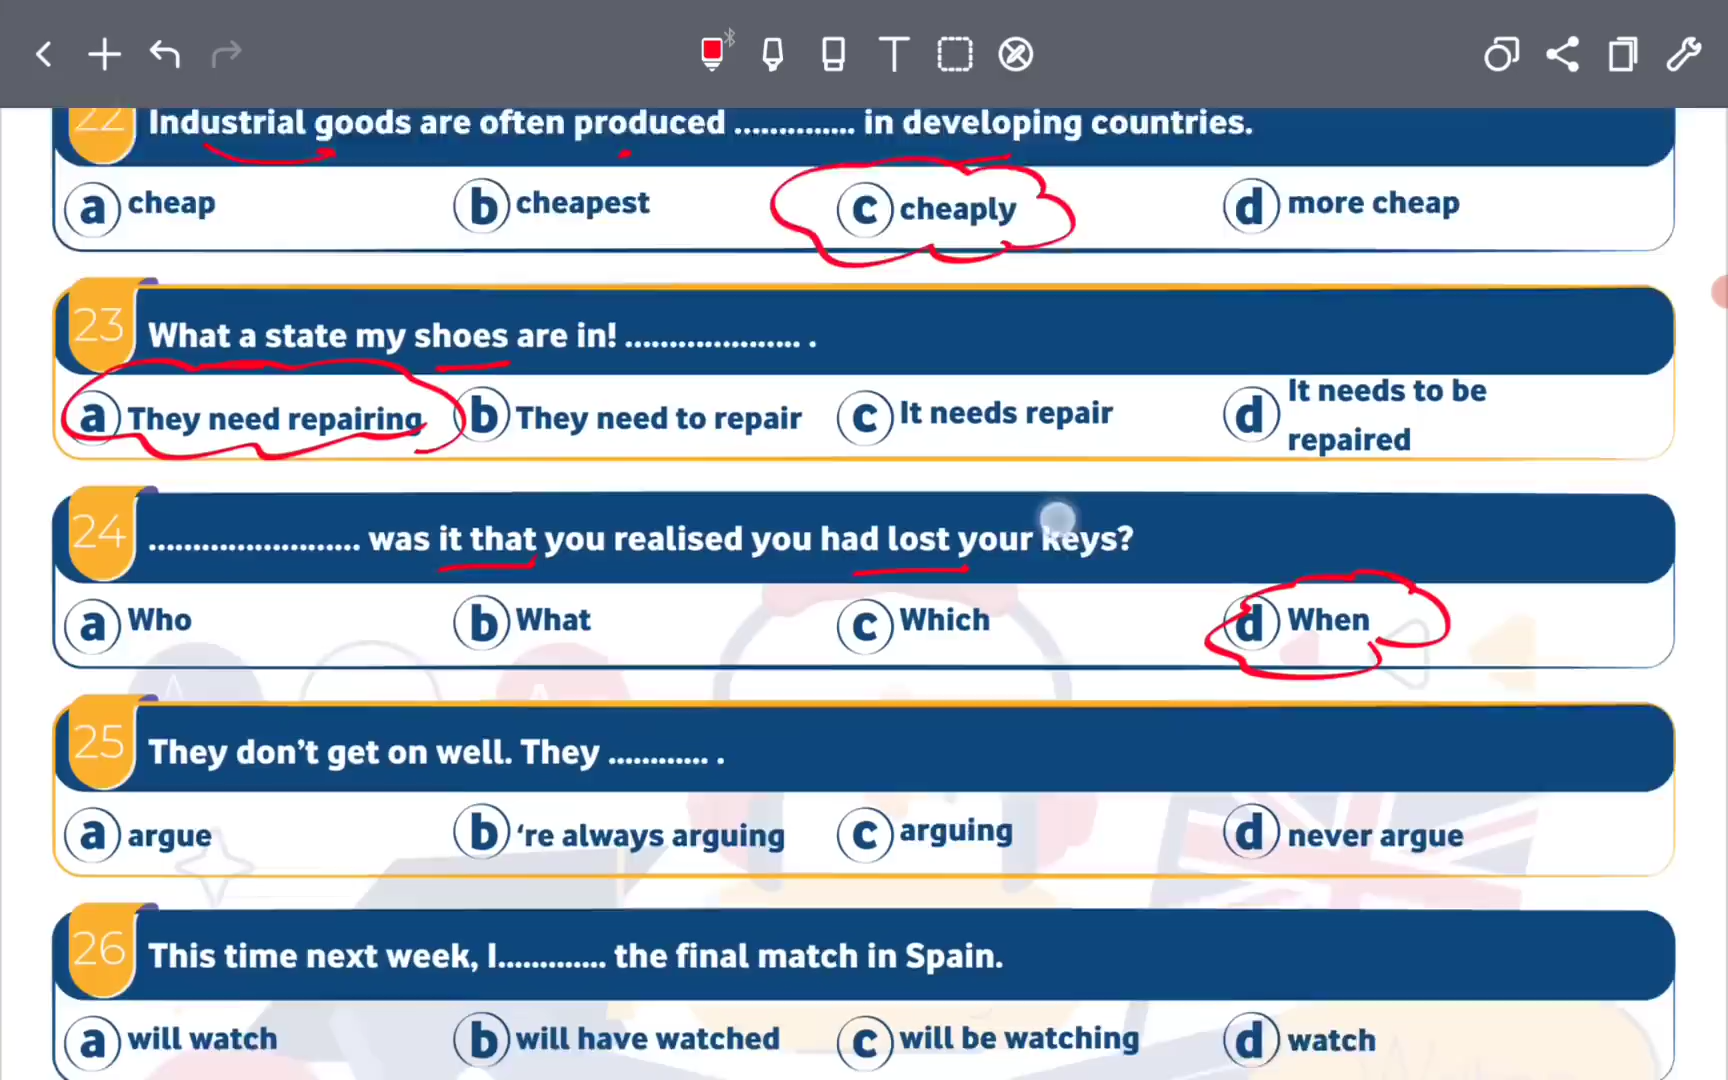 22 Industrial goods are often produced .............. in developing countries.
a cheap b cheapest c cheaply d more cheap
23 What a state my shoes are in! .................... .
a They need repairing b They need to repair c It needs repair d It needs to be repaired
24 ........................ was it that you realised you had lost your keys?
a Who b What c Which d When
25 They don't get on well. They ............ .
a argue b 're always arguing c arguing d never argue
26 This time next week, I............. the final match in Spain.
a will watch b will have watched c will be watching d watch